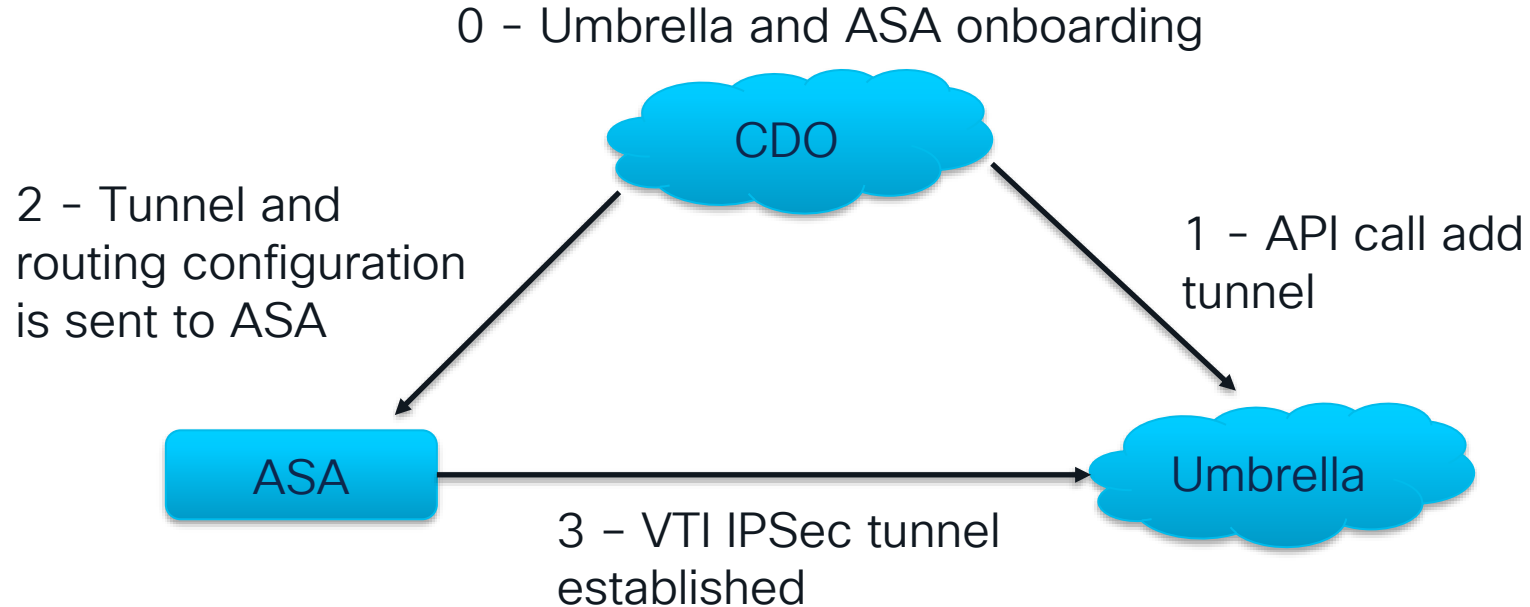 0 - Umbrella and ASA onboarding
CDO
2 - Tunnel and
routing configuration
is sent to ASA
1 - API call add
tunnel
ASA
Umbrella
3 – VTI IPSec tunnel
established